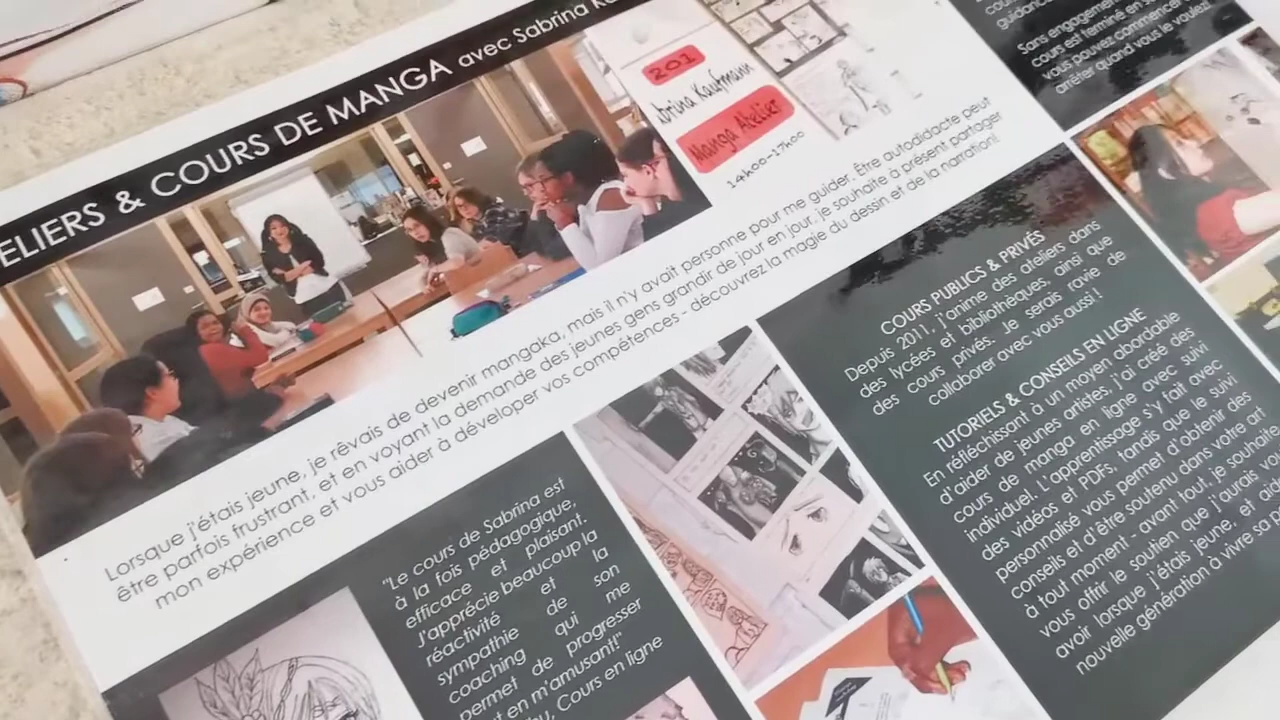 ELIERS & COURS DE MANGA avec Sabrina
201
brina Kaufmann
Manga Atelier
14h00-17h00
Lorsque j'étais jeune, je rêvais de devenir mangaka, mais il n'y avait personne pour me guider. Être autodidacte peut
être parfois frustrant, et en voyant la demande des jeunes gens grandir de jour en jour, je souhaite à présent partager
mon expérience et vous aider à développer vos compétences - découvrez la magie du dessin et de la narration!
"Le cours de Sabrina est
à la fois pédagogique,
efficace et plaisant.
J'apprécie beaucoup la
réactivité et la
sympathie de son
coaching qui me
permet de progresser
t en m'amusant!"
Cours en ligne
Sans engagement
cours est terminé en
vous pouvez commencer
arrêter quand vous le voulez!
COURS PUBLICS & PRIVÉS
Depuis 2011, j'anime des ateliers dans
des lycées et bibliothèques, ainsi que
des cours privés. Je serais ravie de
collaborer avec vous aussi !
TUTORIELS & CONSEILS EN LIGNE
En réfléchissant à un moyen abordable
d'aider de jeunes artistes, j'ai créé des
cours de manga en ligne avec suivi
individuel. L'apprentissage s'y fait avec
des vidéos et PDFs, tandis que le suivi
personnalisé vous permet d'obtenir des
conseils et d'être soutenu dans votre art
à tout moment - avant tout, je souhaite
vous offrir le soutien que j'aurais
avoir lorsque j'étais jeune, et
nouvelle génération à vivre sa